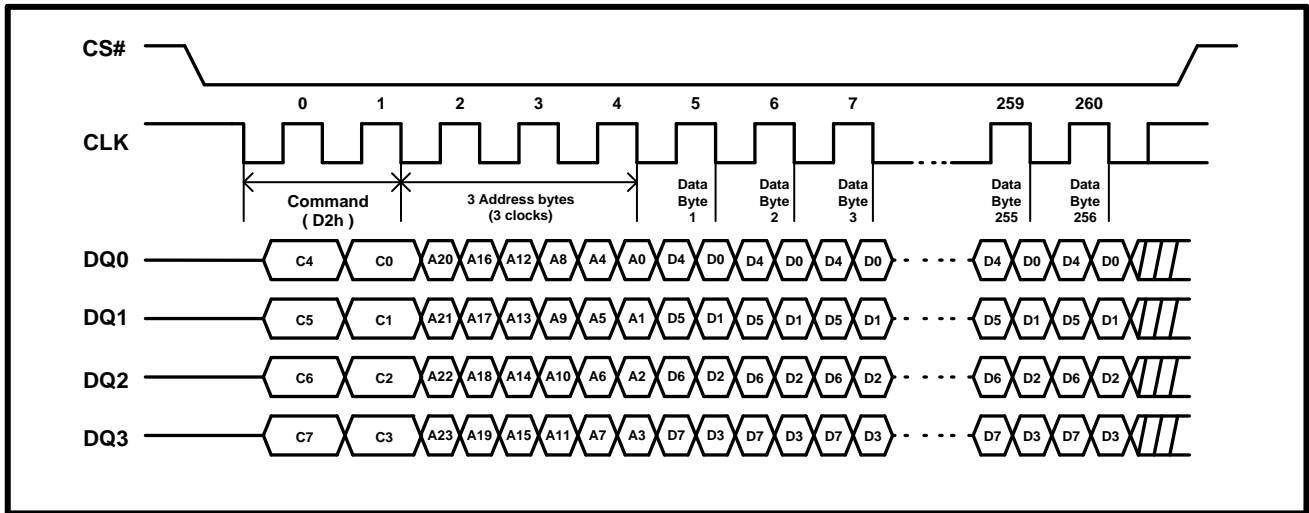 CS#
0 1 2 3 4 5 6 7 259 260
CLK
Command
( D2h )
3 Address bytes
(3 clocks)
Data
Byte
1
Data
Byte
2
Data
Byte
3
Data
Byte
255
Data
Byte
256
DQ0 C4 C0 A20 A16 A12 A8 A4 A0 D4 D0 D4 D0 D4 D0 D4 D0 D4 D0
DQ1 C5 C1 A21 A17 A13 A9 A5 A1 D5 D1 D5 D1 D5 D1 D5 D1 D5 D1
DQ2 C6 C2 A22 A18 A14 A10 A6 A2 D6 D2 D6 D2 D6 D2 D6 D2 D6 D2
DQ3 C7 C3 A23 A19 A15 A11 A7 A3 D7 D3 D7 D3 D7 D3 D7 D3 D7 D3